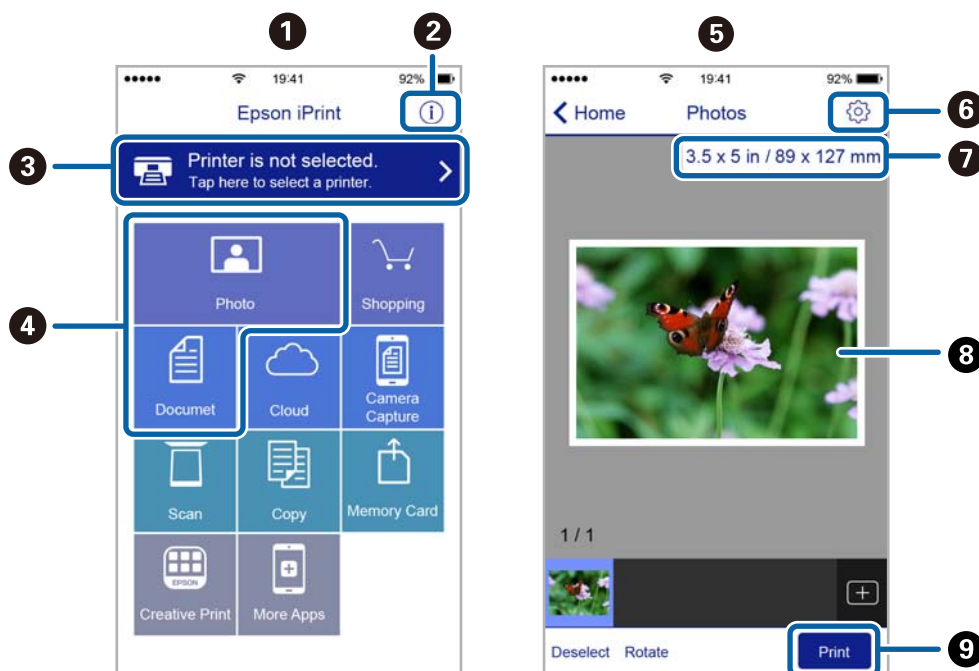 1
2
19:41
92%
Epson iPrint
3
Printer is not selected.
Tap here to select a printer.
4
Photo
Shopping
Documet
Cloud
Camera
Capture
Scan
Copy
Memory Card
EPSON
Creative Print
More Apps
5
19:41
92%
Home
Photos
6
3.5 x 5 in / 89 x 127 mm
7
8
1 / 1
Deselect
Rotate
Print
9